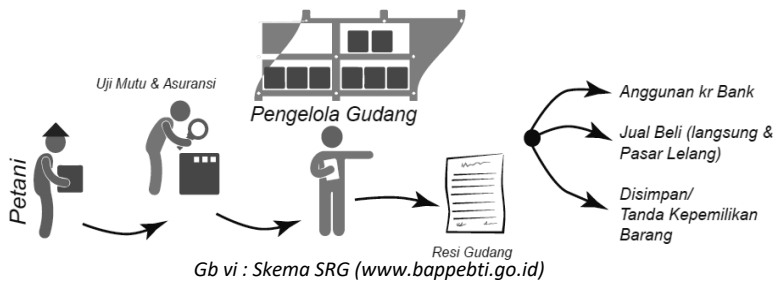 Petani
Uji Mutu & Asuransi
Pengelola Gudang
Resi Gudang
Anggunan kr Bank
Jual Beli (langsung &
Pasar Lelang)
Disimpan/
Tanda Kepemilikan
Barang
Gb vi : Skema SRG (www.bappebti.go.id)